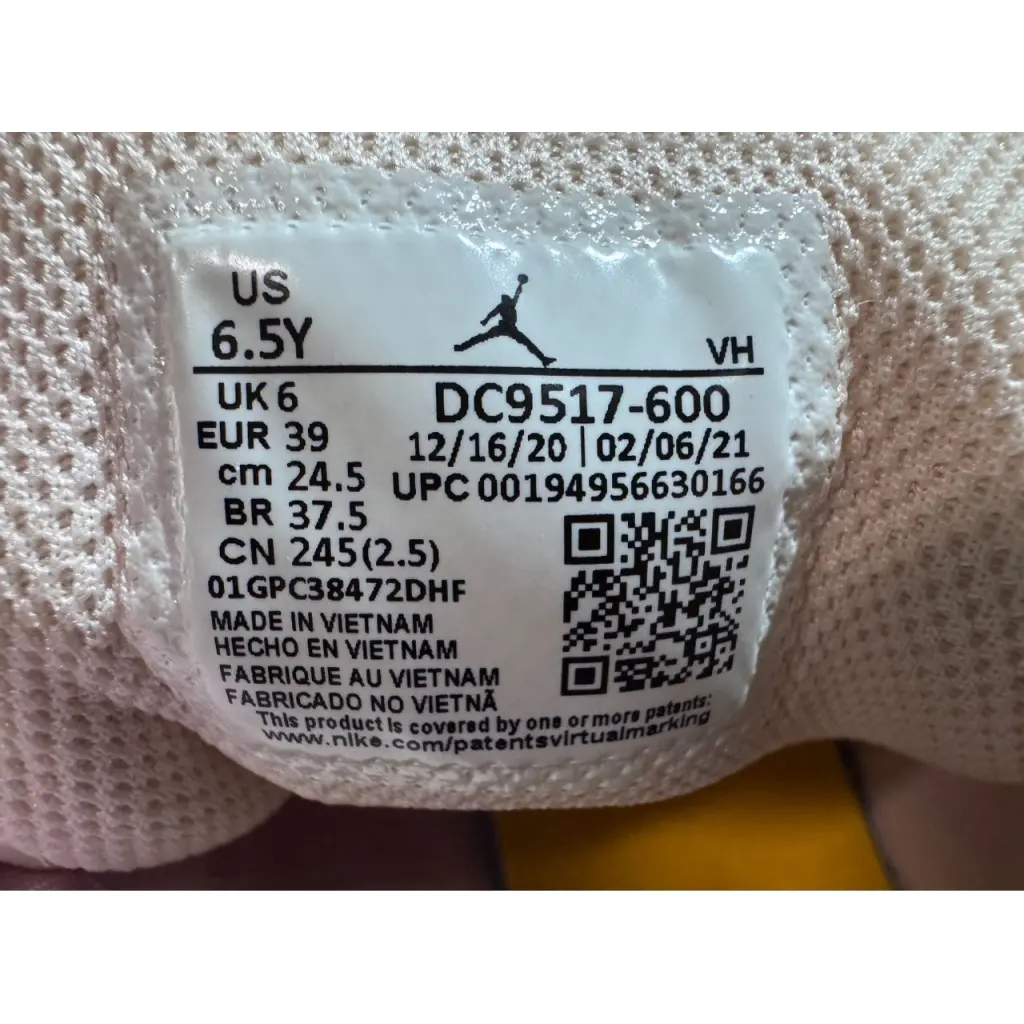 US
6.5Y
VH
UK 6
EUR 39
cm 24.5
BR 37.5
CN 245(2.5)
DC9517-600
12/16/20 | 02/06/21
UPC 00194956630166
01GPC38472DHF
MADE IN VIETNAM
HECHO EN VIETNAM
FABRIQUE AU VIETNAM
FABRICADO NO VIETNÃ
This product is covered by one or more patents:
www.nike.com/patentsvirtualmarking